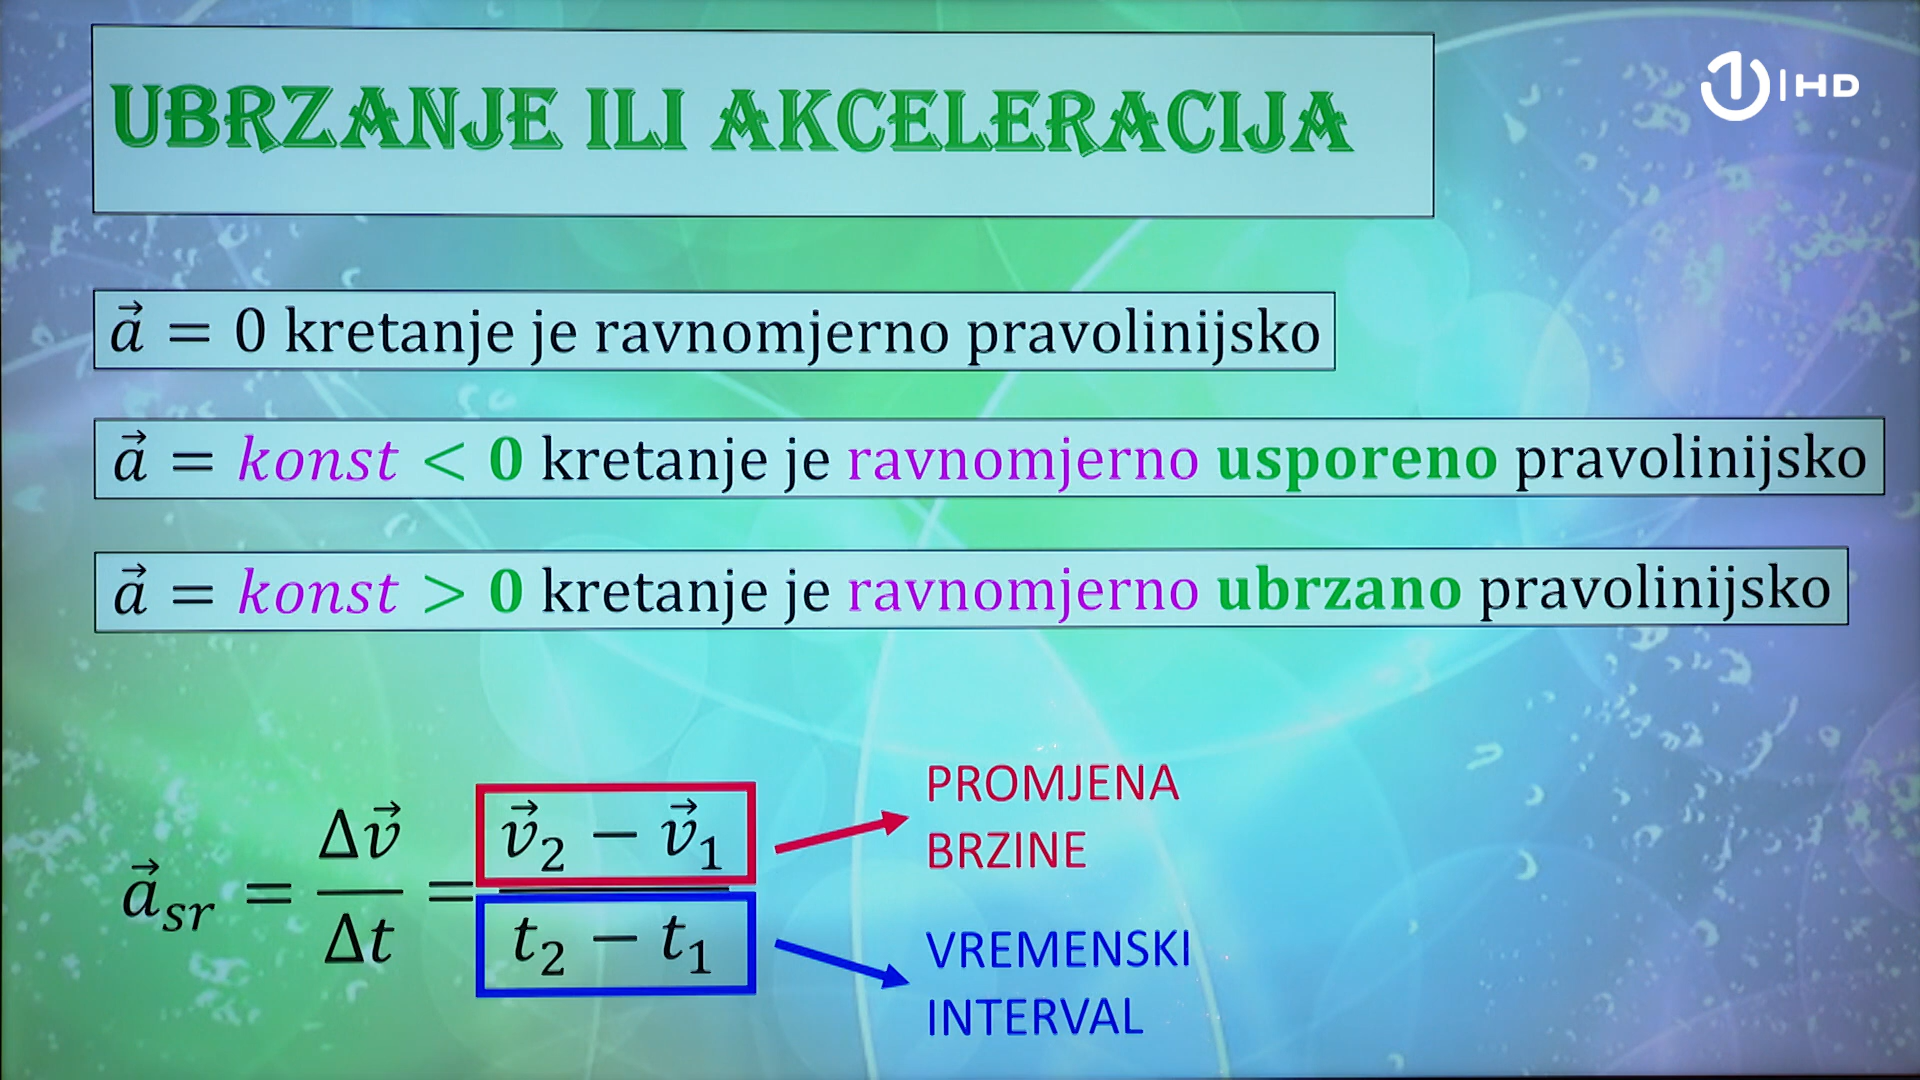 1|HD
UBRZANJE ILI AKCELERACIJA
a⃗ = 0 kretanje je ravnomjerno pravolinijsko
a⃗ = konst < 0 kretanje je ravnomjerno usporeno pravolinijsko
a⃗ = konst > 0 kretanje je ravnomjerno ubrzano pravolinijsko
a⃗sr = Δv⃗/Δt = (v⃗₂ − v⃗₁)/(t₂ − t₁)
PROMJENA
BRZINE
VREMENSKI
INTERVAL